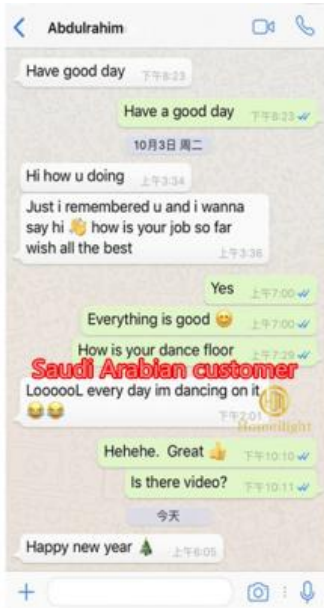 Abdulrahim
Have good day 下午8:23
Have a good day 下午8:23
10月3日 周二
Hi how u doing 上午3:34
Just i remembered u and i wanna
say hi 👋 how is your job so far
wish all the best
上午3:36
Yes 上午7:00
Everything is good 😀 上午7:00
How is your dance floor 上午7:29
Saudi Arabian customer
LoooooL every day im dancing on it
😂😂
下午2:01
Homeilight
Hehehe. Great 👍 下午10:10
Is there video? 下午10:11
今天
Happy new year 🎄 上午6:05